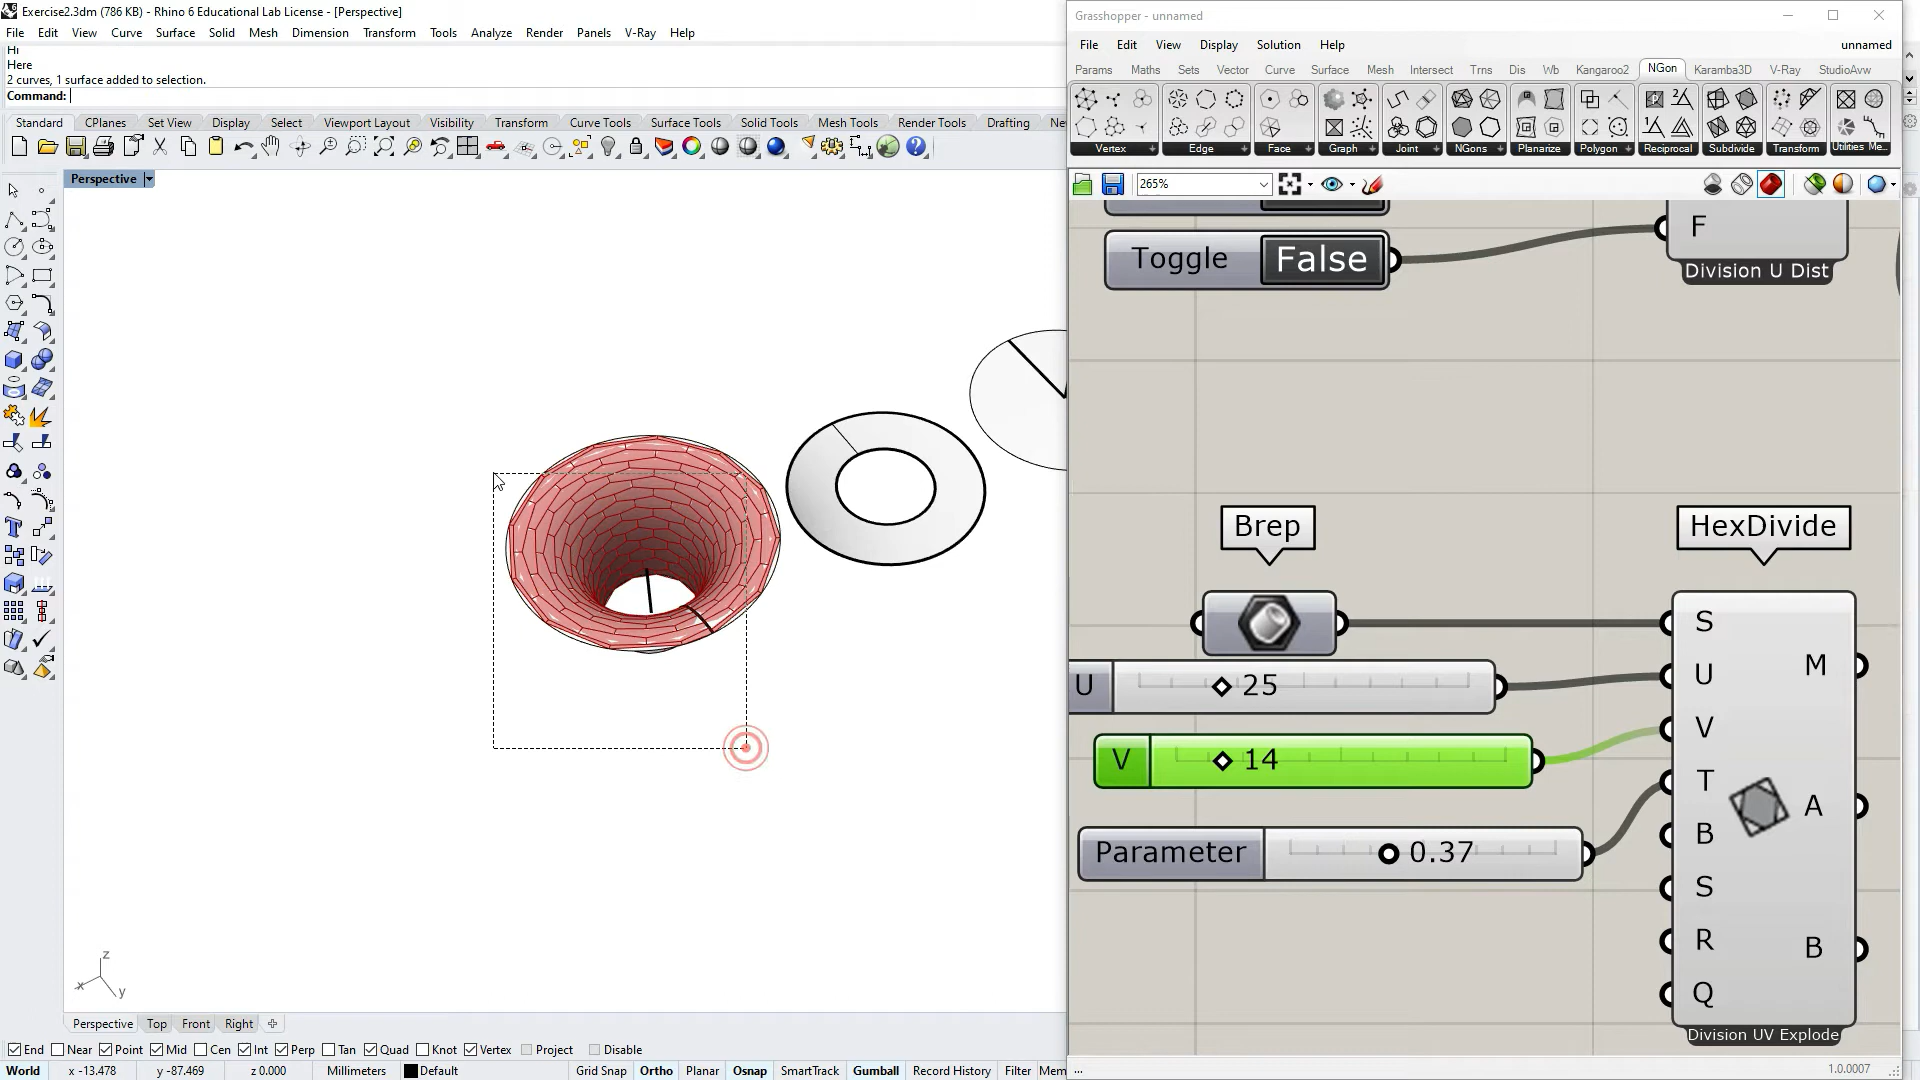 Exercise2.3dm (786 KB) - Rhino 6 Educational Lab License - [Perspective]
File Edit View Curve Surface Solid Mesh Dimension Transform Tools Analyze Render Panels V-Ray Help
Hi
Here
2 curves, 1 surface added to selection.
Command:
Standard CPlanes Set View Display Select Viewport Layout Visibility Transform Curve Tools Surface Tools Solid Tools Mesh Tools Render Tools Drafting
Perspective
Grasshopper - unnamed
File Edit View Display Solution Help unnamed
Params Maths Sets Vector Curve Surface Mesh Intersect Trns Dis Wb Kangaroo2 NGon Karamba3D V-Ray StudioAvw
Vertex Edge Face Graph Joint NGons Planarize Polygon Reciprocal Subdivide Transform Utilities Me...
265%
Toggle False
F
Division U Dist
Brep
HexDivide
U 25
V 14
Parameter 0.37
S
U
V
T
B
S
R
Q
M
A
B
Division UV Explode
z
x
y
Perspective Top Front Right
End Near Point Mid Cen Int Perp Tan Quad Knot Vertex Project Disable
World x -13.478 y -87.469 z 0.000 Millimeters Default Grid Snap Ortho Planar Osnap SmartTrack Gumball Record History Filter Mem
... 1.0.0007